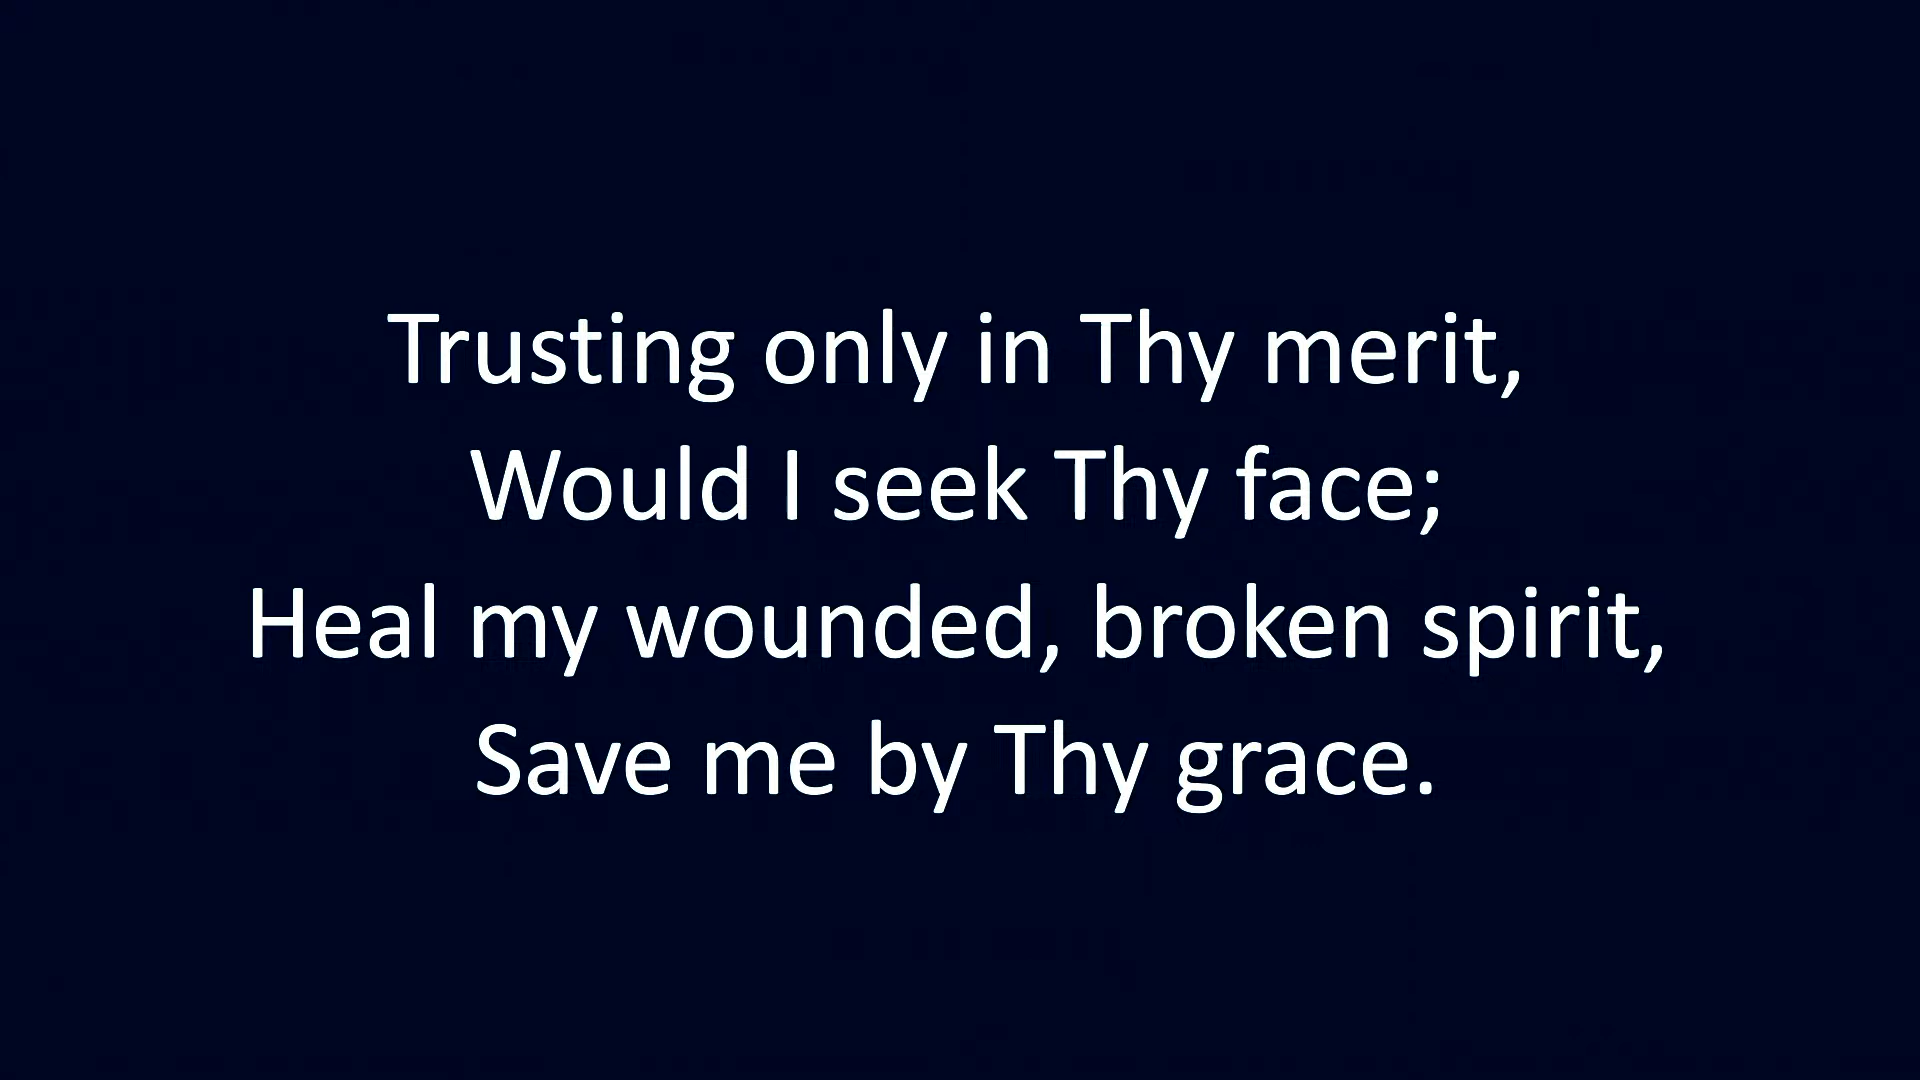 Trusting only in Thy merit,
Would I seek Thy face;
Heal my wounded, broken spirit,
Save me by Thy grace.